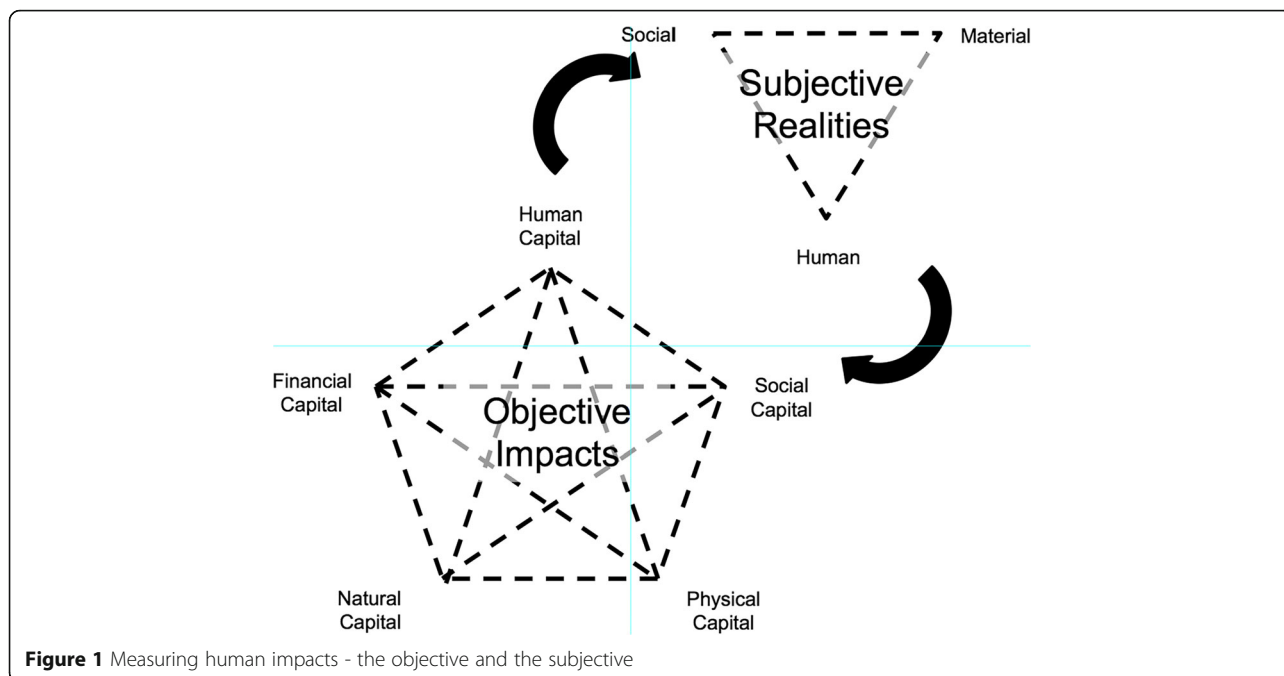 Social
Material
Subjective
Realities
Human
Capital
Human
Financial
Capital
Social
Capital
Objective
Impacts
Natural
Capital
Physical
Capital
Figure 1 Measuring human impacts - the objective and the subjective